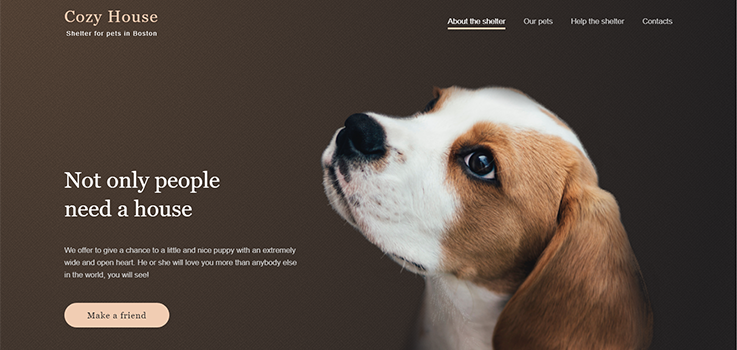 Cozy House
Shelter for pets in Boston
About the shelter
Our pets
Help the shelter
Contacts
Not only people
need a house
We offer to give a chance to a little and nice puppy with an extremely
wide and open heart. He or she will love you more than anybody else
in the world, you will see!
Make a friend